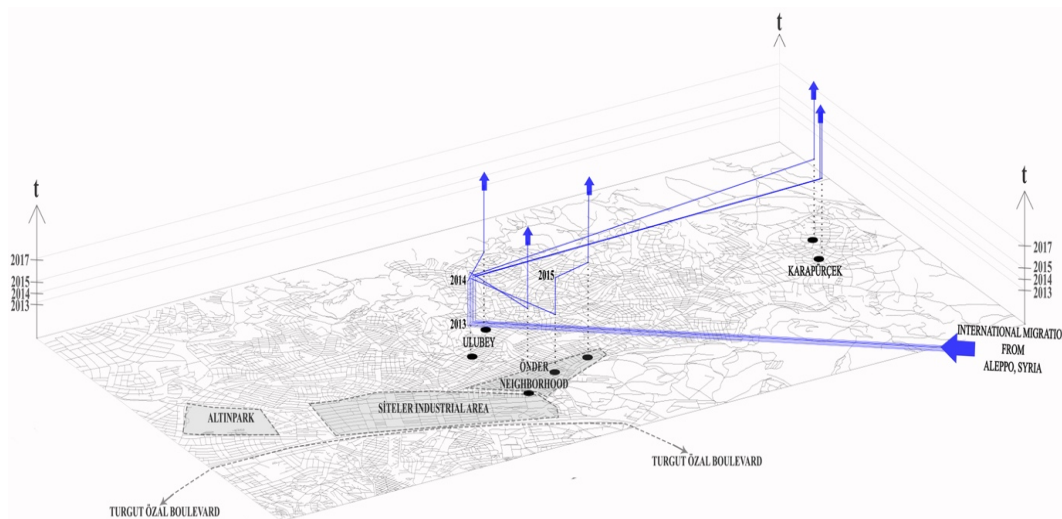 t
t
t
2017
2015
2014
2013
2014
2015
2013
2017
2015
2014
2013
KARAPÜRÇEK
ULUBEY
INTERNATIONAL MIGRATIO
FROM
ALEPPO, SYRIA
ÖNDER
NEIGHBORHOOD
SİTELER INDUSTRIAL AREA
ALTINPARK
TURGUT ÖZAL BOULEVARD
TURGUT ÖZAL BOULEVARD